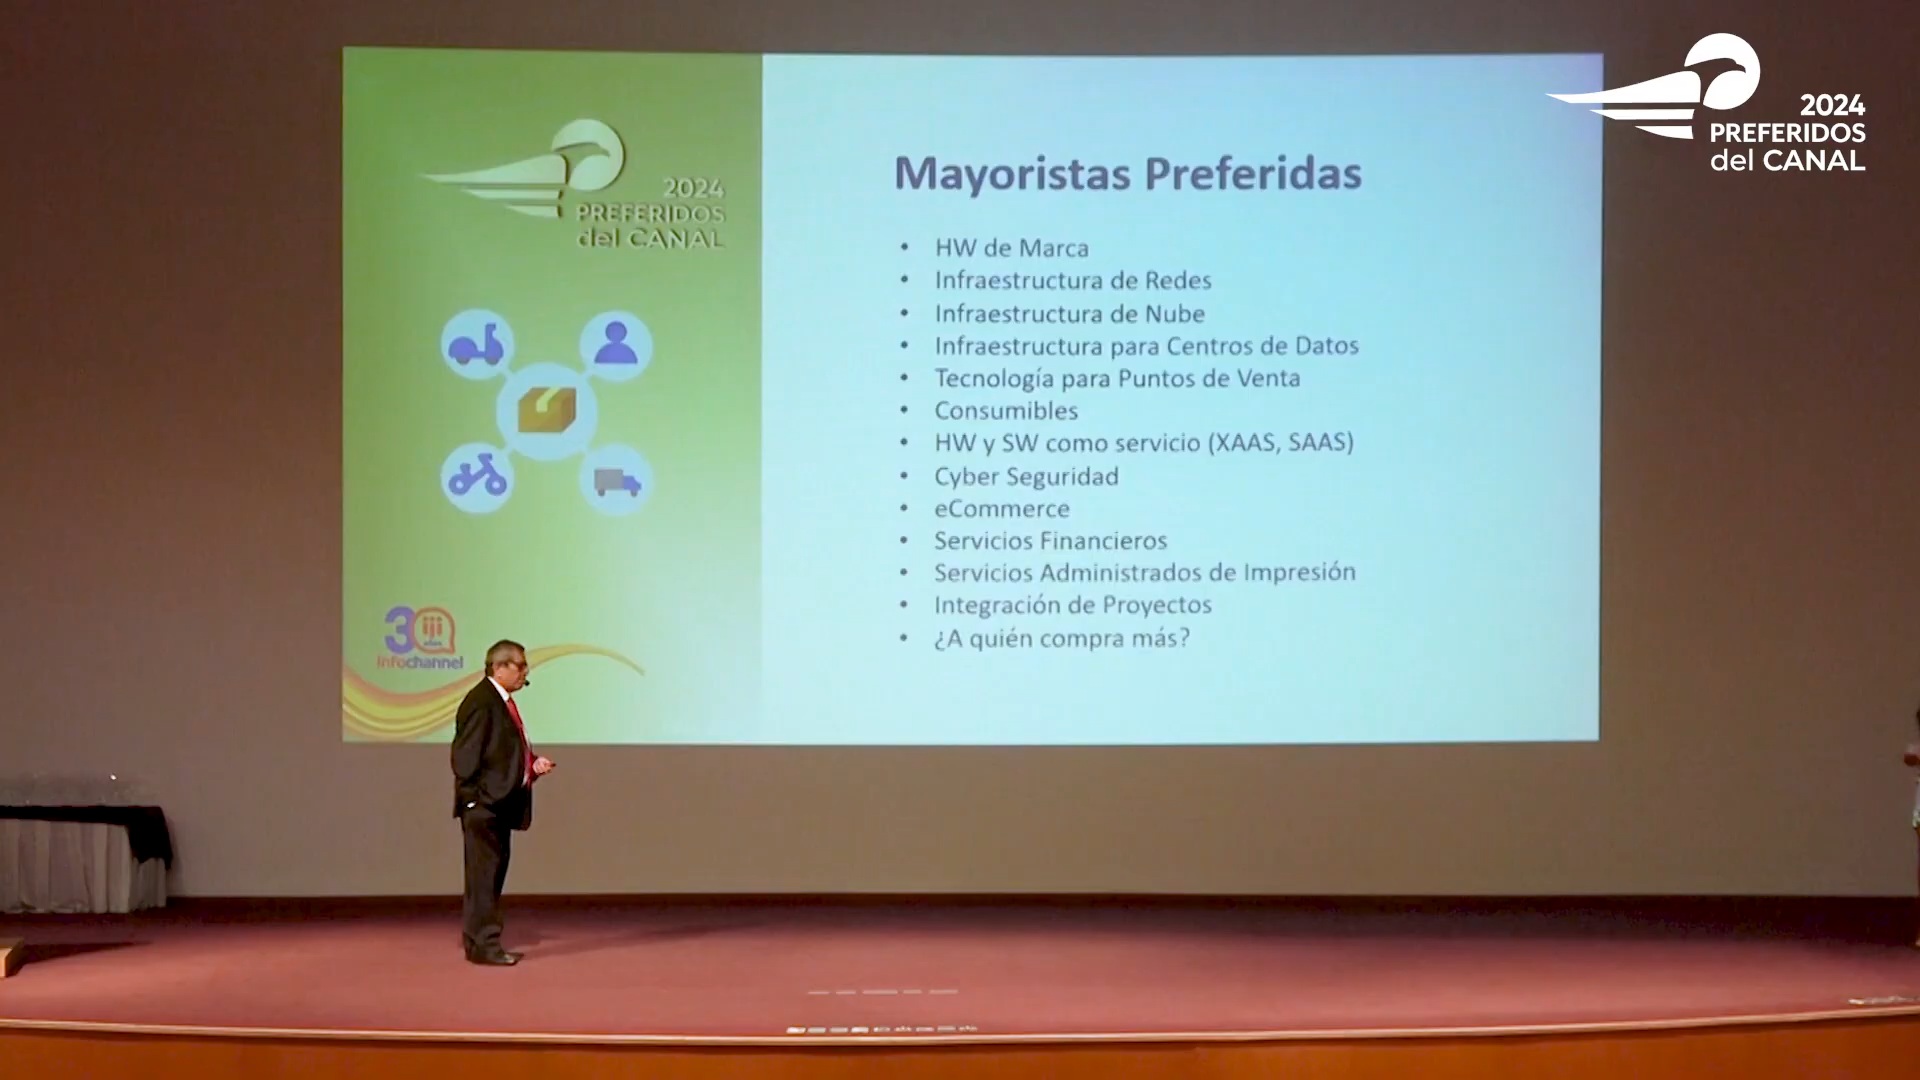 2024
PREFERIDOS
del CANAL
Mayoristas Preferidas
• HW de Marca
• Infraestructura de Redes
• Infraestructura de Nube
• Infraestructura para Centros de Datos
• Tecnología para Puntos de Venta
• Consumibles
• HW y SW como servicio (XAAS, SAAS)
• Cyber Seguridad
• eCommerce
• Servicios Financieros
• Servicios Administrados de Impresión
• Integración de Proyectos
• ¿A quién compra más?
30
infochannel
2024
PREFERIDOS
del CANAL